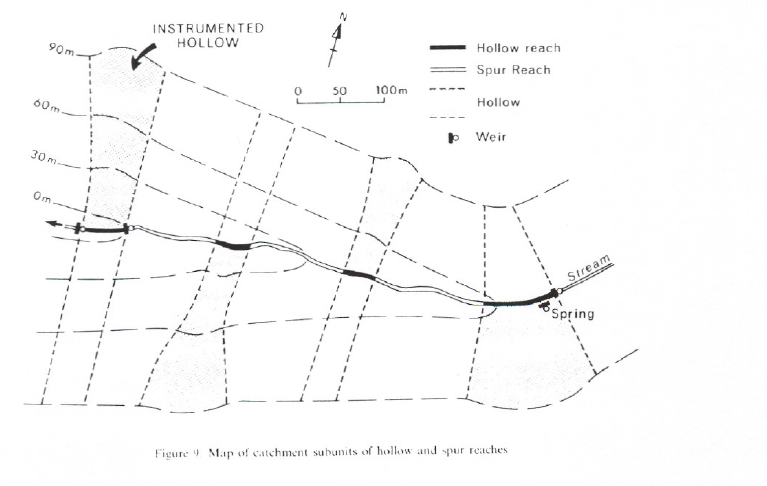 INSTRUMENTED
HOLLOW
N
90m
60m
30m
0m
0 50 100m
Hollow reach
Spur Reach
Hollow
Weir
Stream
Spring
Figure 9 Map of catchment subunits of hollow and spur reaches